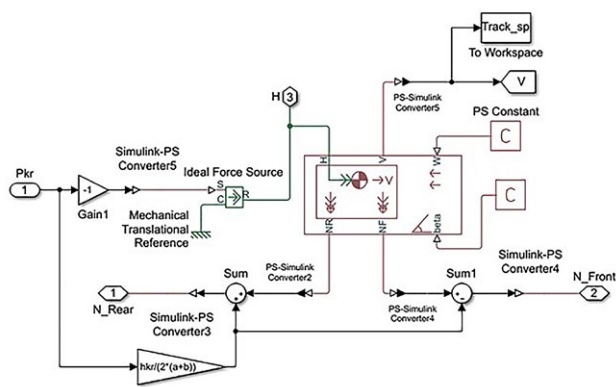 Track_sp
To Workspace
H
3
PS-Simulink
Converter5
V
PS Constant
C
Simulink-PS
Converter5
Ideal Force Source
Pkr
1
-1
Gain1
S
C
R
H
V
W
V
C
Mechanical
Translational
Reference
NR
NF
beta
Simulink-PS
Converter4
1
N_Rear
Sum
PS-Simulink
Converter2
PS-Simulink
Converter4
Sum1
N_Front
2
Simulink-PS
Converter3
hkr/(2*(a+b))